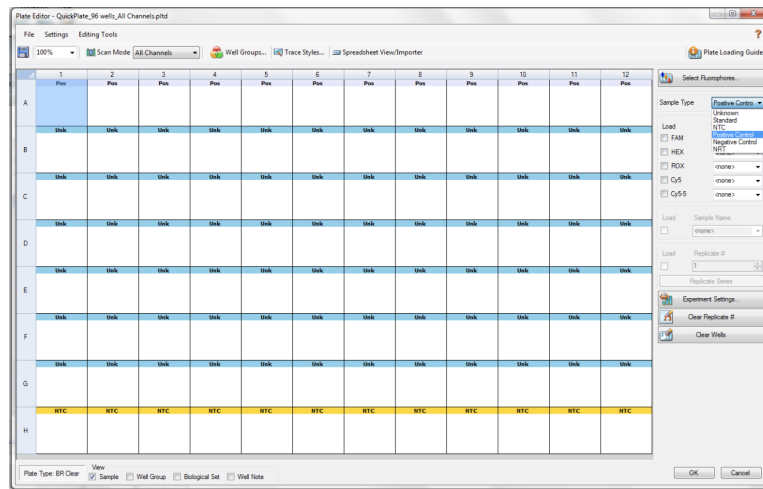 Plate Editor - QuickPlate_96 wells_All Channels.pltd
File Settings Editing Tools ?
100% Scan Mode All Channels Well Groups... Trace Styles... Spreadsheet View/Importer Plate Loading Guide
1 2 3 4 5 6 7 8 9 10 11 12
A Pos Pos Pos Pos Pos Pos Pos Pos Pos Pos Pos Pos
B Unk Unk Unk Unk Unk Unk Unk Unk Unk Unk Unk Unk
C Unk Unk Unk Unk Unk Unk Unk Unk Unk Unk Unk Unk
D Unk Unk Unk Unk Unk Unk Unk Unk Unk Unk Unk Unk
E Unk Unk Unk Unk Unk Unk Unk Unk Unk Unk Unk Unk
F Unk Unk Unk Unk Unk Unk Unk Unk Unk Unk Unk Unk
G Unk Unk Unk Unk Unk Unk Unk Unk Unk Unk Unk Unk
H NTC NTC NTC NTC NTC NTC NTC NTC NTC NTC NTC NTC
Select Fluorophores...
Sample Type Positive Contro
Unknown
Standard
NTC
Positive Control
Negative Control
NRT
Load
FAM
HEX
ROX <none>
Cy5 <none>
Cy5-5 <none>
Load Sample Name
<none>
Load Replicate #
1
Replicate Series
Experiment Settings...
Clear Replicate #
Clear Wells
Plate Type: BR Clear View Sample Well Group Biological Set Well Note
OK Cancel